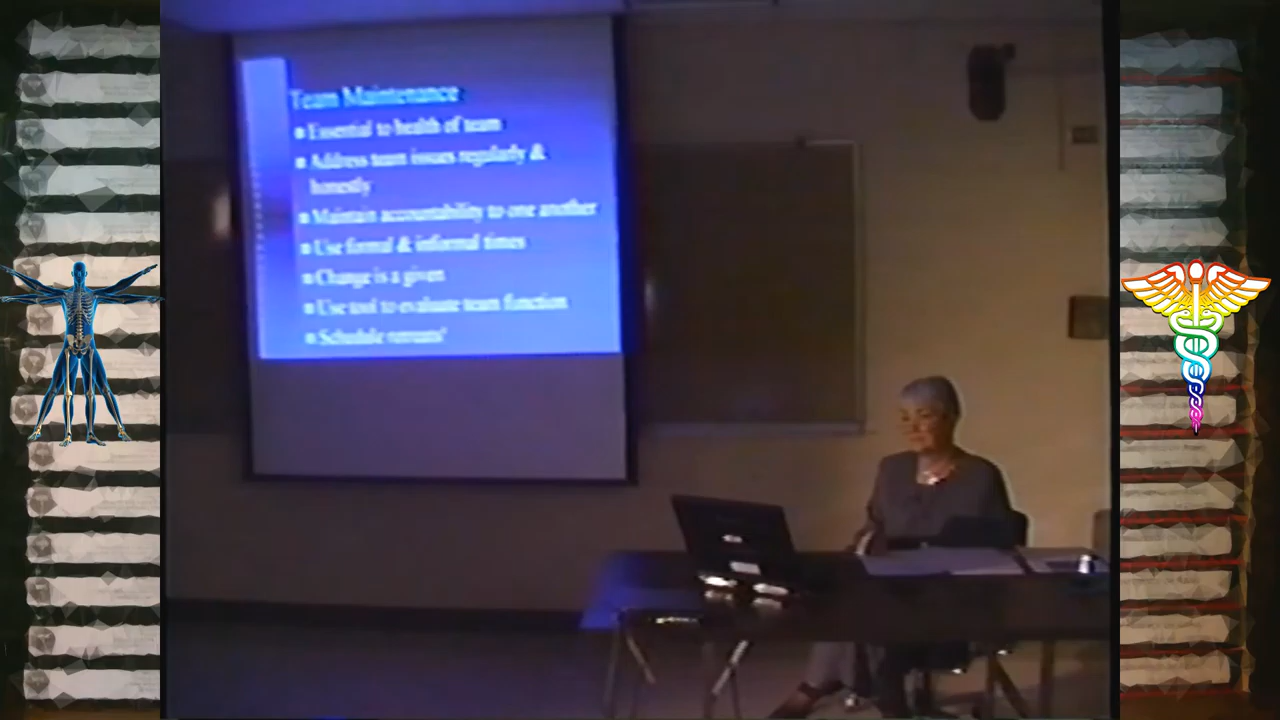 Team Maintenance
Essential to health of team
Address team issues regularly &
honestly
Maintain accountability to one another
Use formal & informal times
Change is a given
Use tool to evaluate team function
Schedule